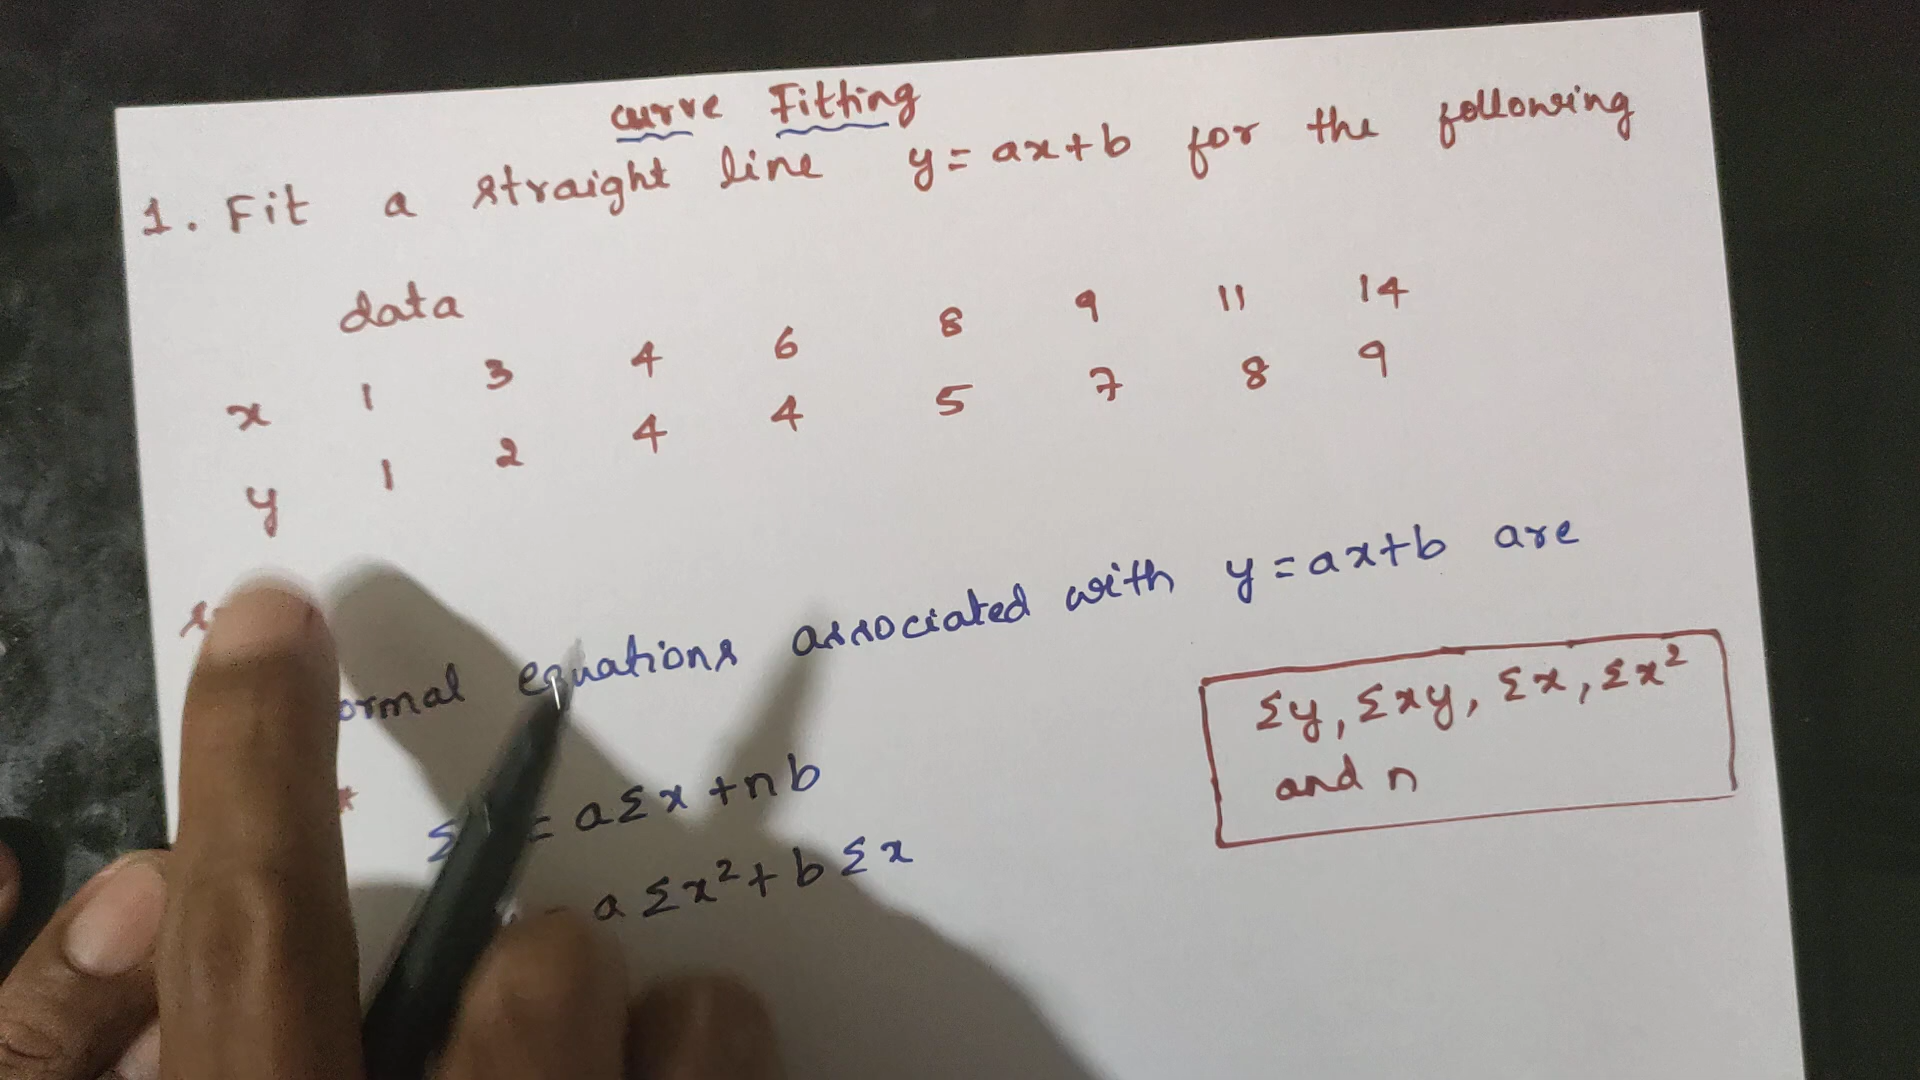 curve Fitting
1. Fit a straight line y = ax+b for the following
data
x 1 3 4 6 8 9 11 14
y 1 2 4 4 5 7 8 9
ormal equations associated with y = ax+b are
Σ = aΣx + nb
aΣx² + bΣx
Σy, Σxy, Σx, Σx²
and n